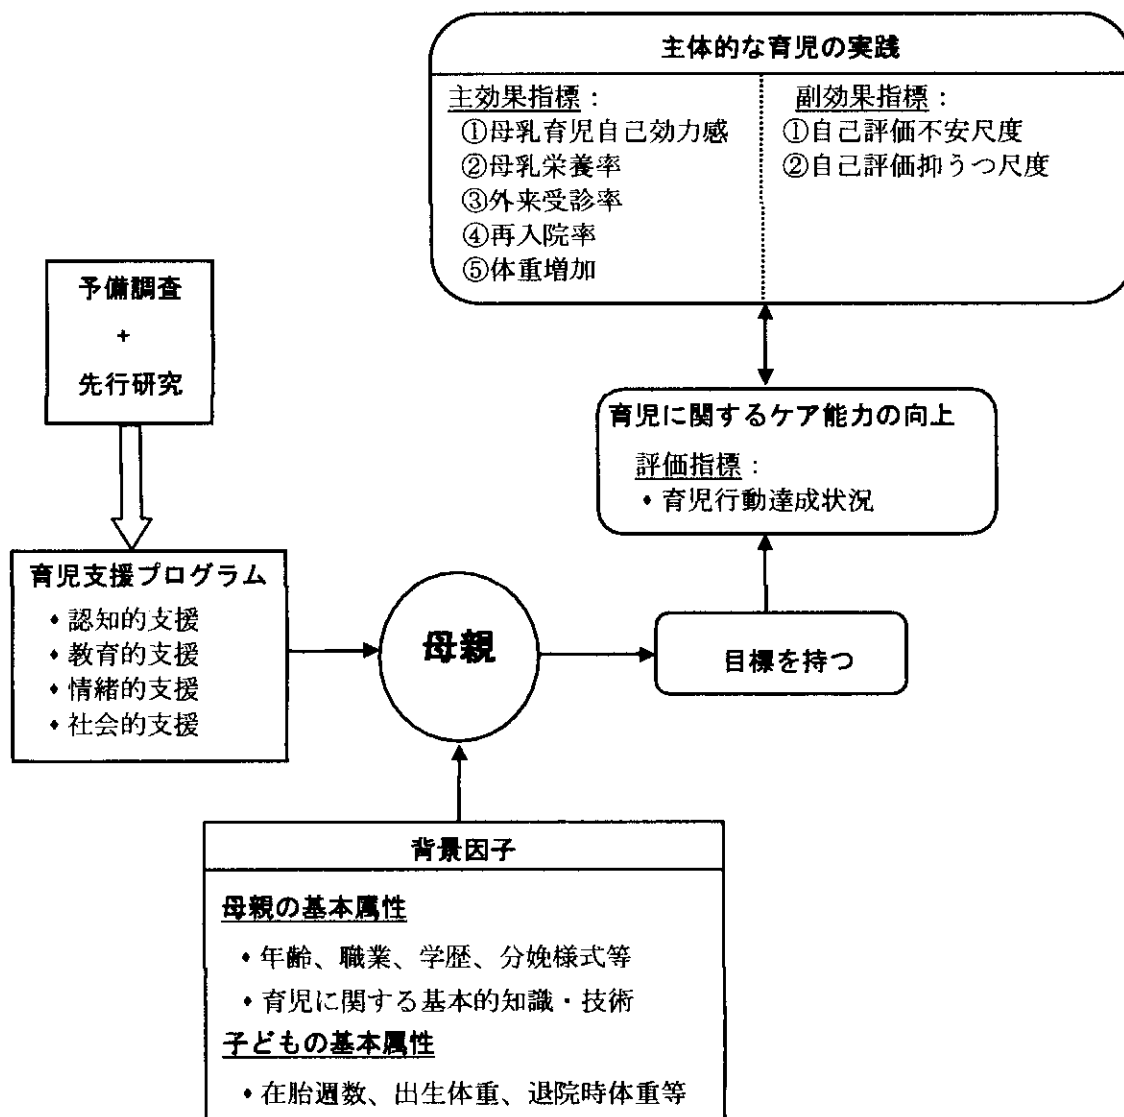 主体的な育児の実践
主効果指標：
①母乳育児自己効力感
②母乳栄養率
③外来受診率
④再入院率
⑤体重増加
副効果指標：
①自己評価不安尺度
②自己評価抑うつ尺度
予備調査
+
先行研究
育児に関するケア能力の向上
評価指標：
・育児行動達成状況
育児支援プログラム
・認知的支援
・教育的支援
・情緒的支援
・社会的支援
母親
目標を持つ
背景因子
母親の基本属性
・年齢、職業、学歴、分娩様式等
・育児に関する基本的知識・技術
子どもの基本属性
・在胎週数、出生体重、退院時体重等